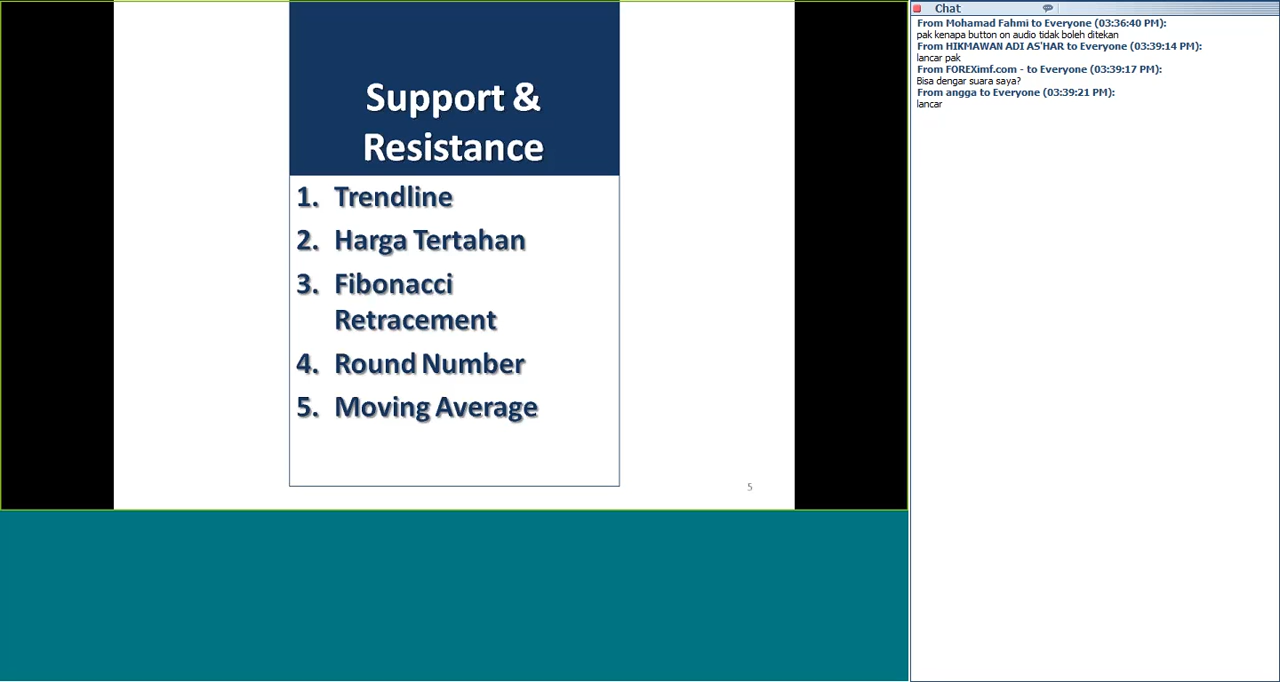 Support &
Resistance
1. Trendline
2. Harga Tertahan
3. Fibonacci
Retracement
4. Round Number
5. Moving Average
5
Chat
From Mohamad Fahmi to Everyone (03:36:40 PM):
pak kenapa button on audio tidak boleh ditekan
From HIKMAWAN ADI AS'HAR to Everyone (03:39:14 PM):
lancar pak
From FOREXimf.com - to Everyone (03:39:17 PM):
Bisa dengar suara saya?
From angga to Everyone (03:39:21 PM):
lancar